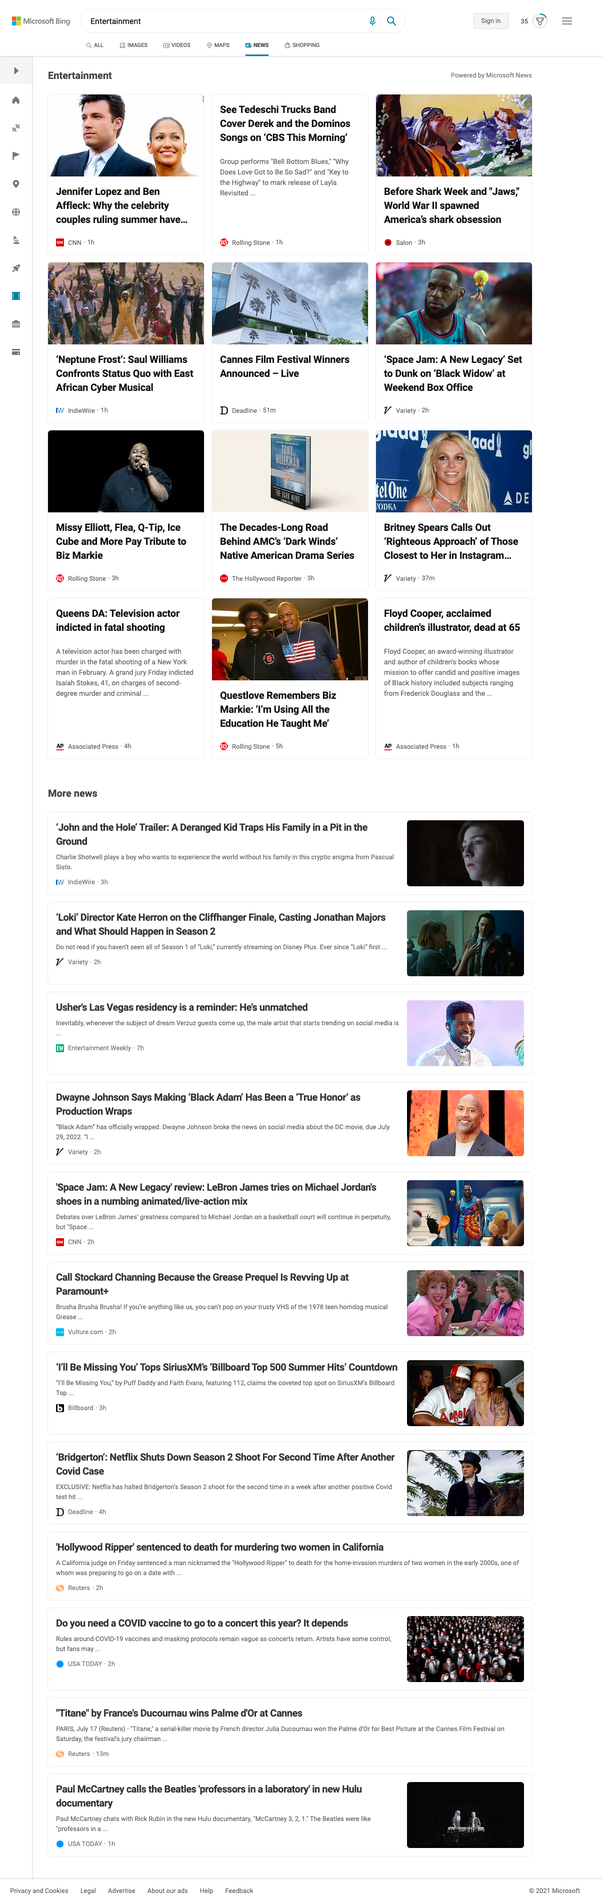 Microsoft Bing
Entertainment
Sign in
35
ALL
IMAGES
VIDEOS
MAPS
NEWS
SHOPPING
Entertainment
Powered by Microsoft News
Jennifer Lopez and Ben
Affleck: Why the celebrity
couples ruling summer have...
CNN · 1h
See Tedeschi Trucks Band
Cover Derek and the Dominos
Songs on ‘CBS This Morning’
Group performs "Bell Bottom Blues," "Why
Does Love Got to Be So Sad?" and "Key to
the Highway" to mark release of Layla
Revisited ...
Rolling Stone · 1h
Before Shark Week and "Jaws,"
World War II spawned
America’s shark obsession
Salon · 3h
‘Neptune Frost’: Saul Williams
Confronts Status Quo with East
African Cyber Musical
IndieWire · 1h
Cannes Film Festival Winners
Announced – Live
Deadline · 51m
‘Space Jam: A New Legacy’ Set
to Dunk on ‘Black Widow’ at
Weekend Box Office
Variety · 2h
Missy Elliott, Flea, Q-Tip, Ice
Cube and More Pay Tribute to
Biz Markie
Rolling Stone · 3h
TONY
HILLERMAN
The Decades-Long Road
Behind AMC’s ‘Dark Winds’
Native American Drama Series
The Hollywood Reporter · 3h
glaad
DE
Britney Spears Calls Out
‘Righteous Approach’ of Those
Closest to Her in Instagram...
Variety · 37m
Queens DA: Television actor
indicted in fatal shooting
A television actor has been charged with
murder in the fatal shooting of a New York
man in February. A grand jury Friday indicted
Isaiah Stokes, 41, on charges of second-
degree murder and criminal ...
Associated Press · 4h
Questlove Remembers Biz
Markie: ‘I’m Using All the
Education He Taught Me’
Rolling Stone · 5h
Floyd Cooper, acclaimed
children’s illustrator, dead at 65
Floyd Cooper, an award-winning illustrator
and author of children's books whose
mission to offer candid and positive images
of Black history included subjects ranging
from Frederick Douglass and the ...
Associated Press · 1h
More news
‘John and the Hole’ Trailer: A Deranged Kid Traps His Family in a Pit in the
Ground
Charlie Shotwell plays a boy who wants to experience the world without his family in this cryptic enigma from Pascual
Sisto.
IndieWire · 3h
‘Loki’ Director Kate Herron on the Cliffhanger Finale, Casting Jonathan Majors
and What Should Happen in Season 2
Do not read if you haven’t seen all of Season 1 of “Loki,” currently streaming on Disney Plus. Ever since “Loki” first ...
Variety · 2h
Usher's Las Vegas residency is a reminder: He's unmatched
Inevitably, whenever the subject of dream Verzuz guests come up, the male artist that starts trending on social media is
...
Entertainment Weekly · 7h
Dwayne Johnson Says Making ‘Black Adam’ Has Been a ‘True Honor’ as
Production Wraps
“Black Adam” has officially wrapped. Dwayne Johnson broke the news on social media about the DC movie, due July
29, 2022. “I ...
Variety · 2h
'Space Jam: A New Legacy' review: LeBron James tries on Michael Jordan's
shoes in a numbing animated/live-action mix
Debates over LeBron James' greatness compared to Michael Jordan on a basketball court will continue in perpetuity,
but "Space ...
CNN · 2h
Call Stockard Channing Because the Grease Prequel Is Revving Up at
Paramount+
Brusha Brusha Brusha! If you’re anything like us, you can’t pop on your trusty VHS of the 1978 teen horndog musical
Grease ...
Vulture.com · 2h
‘I’ll Be Missing You’ Tops SiriusXM’s ‘Billboard Top 500 Summer Hits’ Countdown
“I’ll Be Missing You,” by Puff Daddy and Faith Evans, featuring 112, claims the coveted top spot on SiriusXM’s Billboard
Top ...
Billboard · 3h
‘Bridgerton’: Netflix Shuts Down Season 2 Shoot For Second Time After Another
Covid Case
EXCLUSIVE: Netflix has halted Bridgerton’s Season 2 shoot for the second time in a week after another positive Covid
test hit ...
Deadline · 4h
'Hollywood Ripper' sentenced to death for murdering two women in California
A California judge on Friday sentenced a man nicknamed the "Hollywood Ripper" to death for the home-invasion murders of two women in the early 2000s, one of
whom was preparing to go on a date with ...
Reuters · 2h
Do you need a COVID vaccine to go to a concert this year? It depends
Rules around COVID-19 vaccines and masking protocols remain vague as concerts return. Artists have some control,
but fans may ...
USA TODAY · 2h
"Titane" by France's Ducournau wins Palme d'Or at Cannes
PARIS, July 17 (Reuters) - "Titane," a serial-killer movie by French director Julia Ducournau won the Palme d'Or for Best Picture at the Cannes Film Festival on
Saturday, the festival's jury chairman ...
Reuters · 13m
Paul McCartney calls the Beatles 'professors in a laboratory' in new Hulu
documentary
Paul McCartney chats with Rick Rubin in the new Hulu documentary, "McCartney 3, 2, 1." The Beatles were like
"professors in a ...
USA TODAY · 1h
Privacy and Cookies
Legal
Advertise
About our ads
Help
Feedback
© 2021 Microsoft